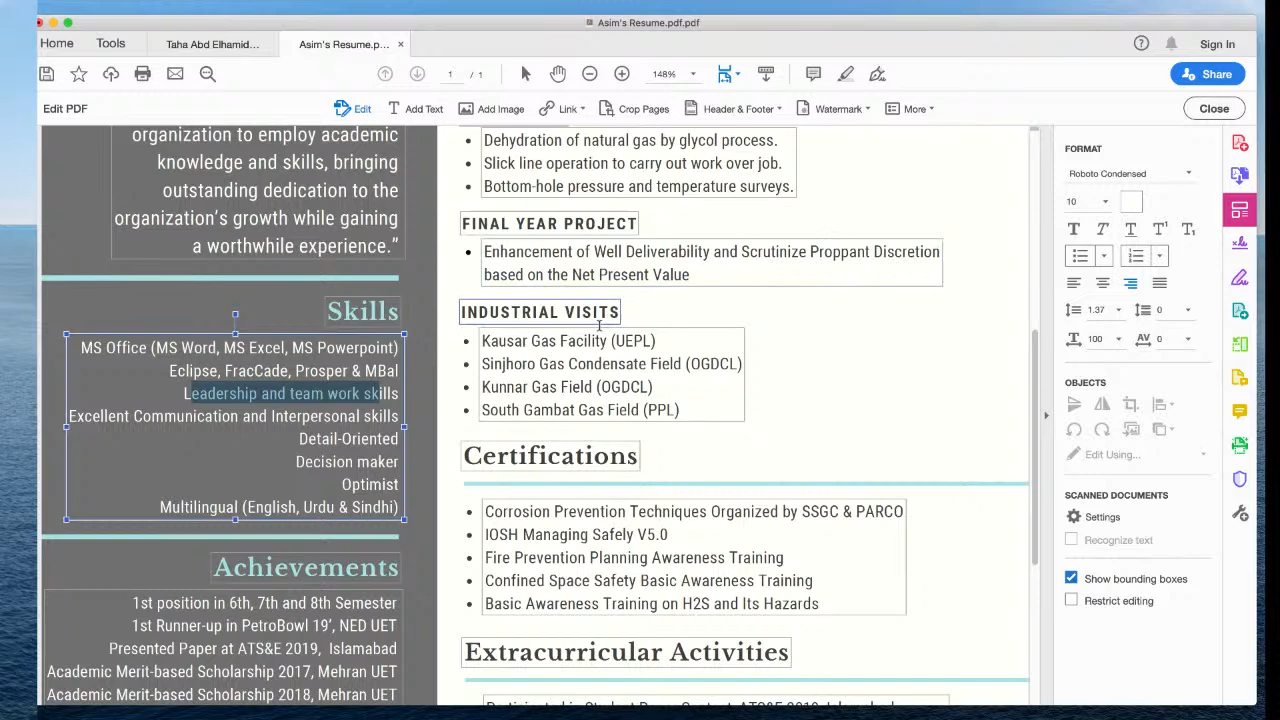 Asim's Resume.pdf.pdf
Home
Tools
Taha Abd Elhamid...
Asim's Resume.p...
Sign In
1 / 1
148%
Share
Edit PDF
Edit
Add Text
Add Image
Link
Crop Pages
Header & Footer
Watermark
More
Close
organization to employ academic
knowledge and skills, bringing
outstanding dedication to the
organization's growth while gaining
a worthwhile experience.”
Skills
MS Office (MS Word, MS Excel, MS Powerpoint)
Eclipse, FracCade, Prosper & MBal
Leadership and team work skills
Excellent Communication and Interpersonal skills
Detail-Oriented
Decision maker
Optimist
Multilingual (English, Urdu & Sindhi)
Achievements
1st position in 6th, 7th and 8th Semester
1st Runner-up in PetroBowl 19', NED UET
Presented Paper at ATS&E 2019, Islamabad
Academic Merit-based Scholarship 2017, Mehran UET
Academic Merit-based Scholarship 2018, Mehran UET
Dehydration of natural gas by glycol process.
Slick line operation to carry out work over job.
Bottom-hole pressure and temperature surveys.
FINAL YEAR PROJECT
Enhancement of Well Deliverability and Scrutinize Proppant Discretion
based on the Net Present Value
INDUSTRIAL VISITS
Kausar Gas Facility (UEPL)
Sinjhoro Gas Condensate Field (OGDCL)
Kunnar Gas Field (OGDCL)
South Gambat Gas Field (PPL)
Certifications
Corrosion Prevention Techniques Organized by SSGC & PARCO
IOSH Managing Safely V5.0
Fire Prevention Planning Awareness Training
Confined Space Safety Basic Awareness Training
Basic Awareness Training on H2S and Its Hazards
Extracurricular Activities
FORMAT
Roboto Condensed
10
1.37
0
100
AV 0
OBJECTS
Edit Using...
SCANNED DOCUMENTS
Settings
Recognize text
Show bounding boxes
Restrict editing